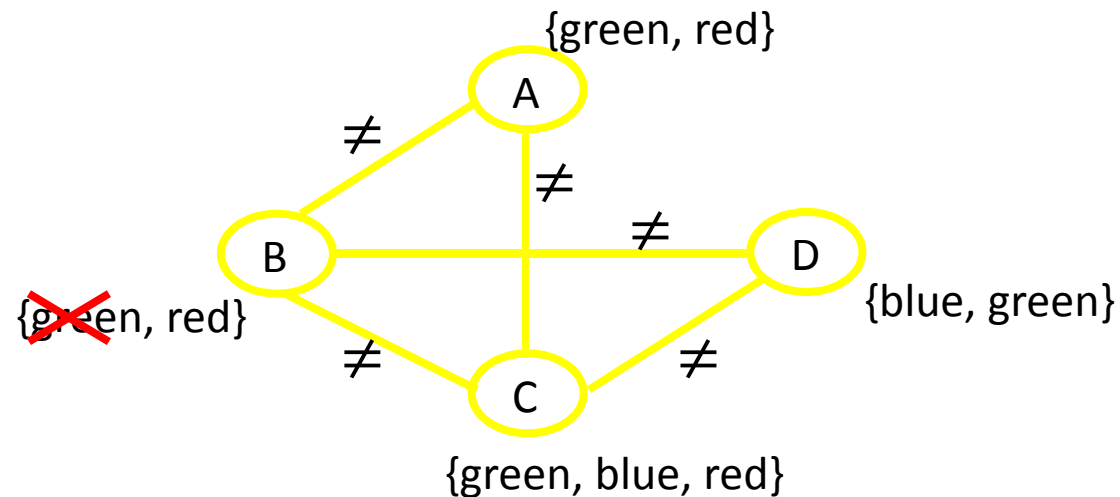 {green, red}
A
≠
≠
≠
B
D
{green, red}
{blue, green}
≠
≠
C
{green, blue, red}